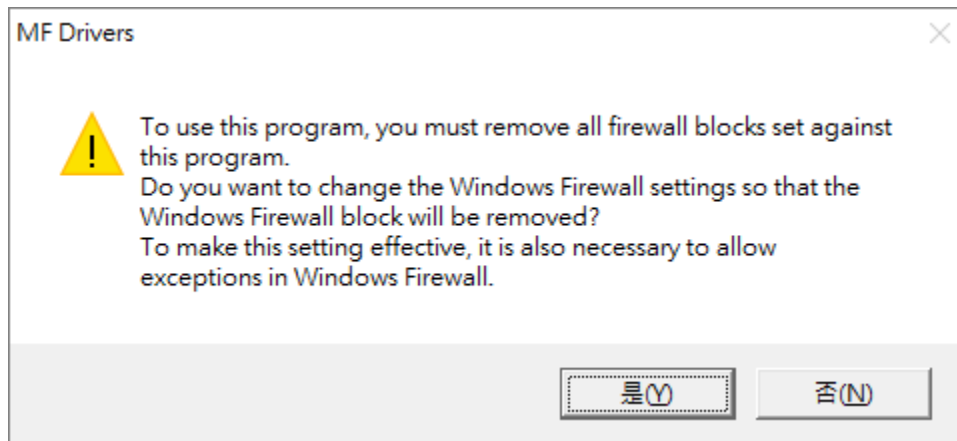 MF Drivers
To use this program, you must remove all firewall blocks set against
this program.
Do you want to change the Windows Firewall settings so that the
Windows Firewall block will be removed?
To make this setting effective, it is also necessary to allow
exceptions in Windows Firewall.
是(Y)
否(N)